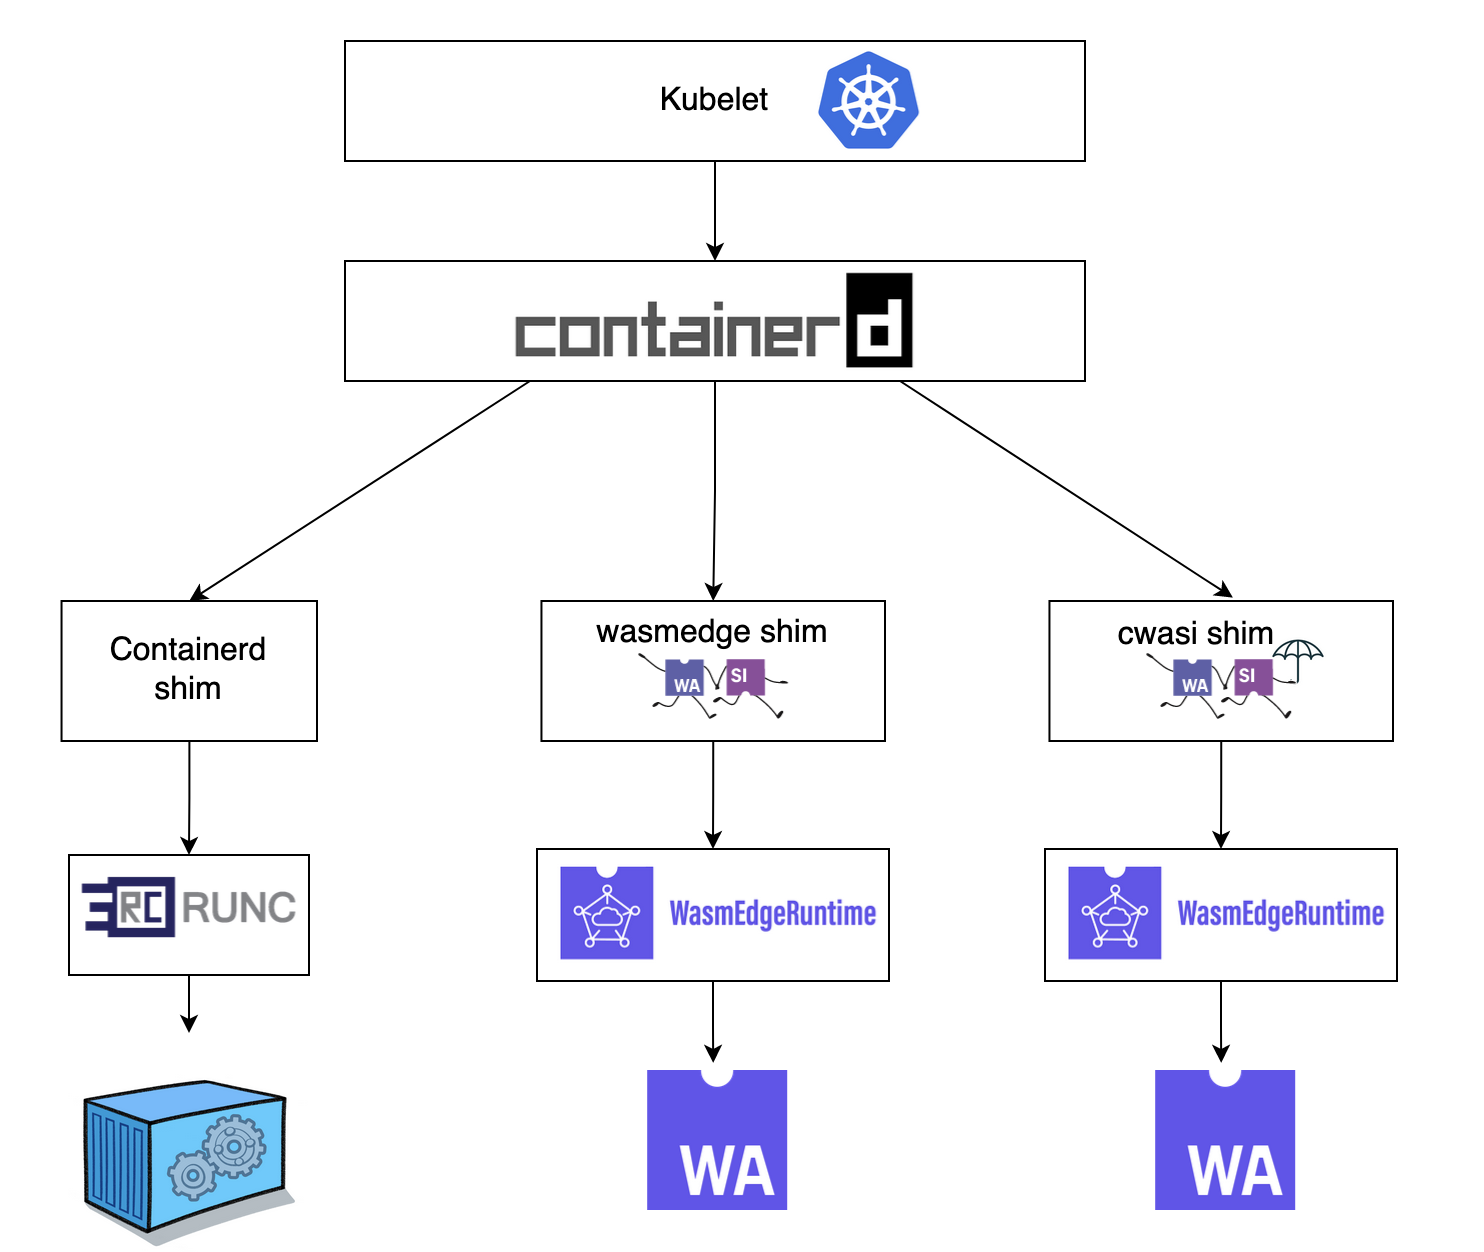 Kubelet
containerd
Containerd
shim
wasmedge shim
WA SI
cwasi shim
WA SI
RC RUNC
WasmEdgeRuntime
WasmEdgeRuntime
WA
WA